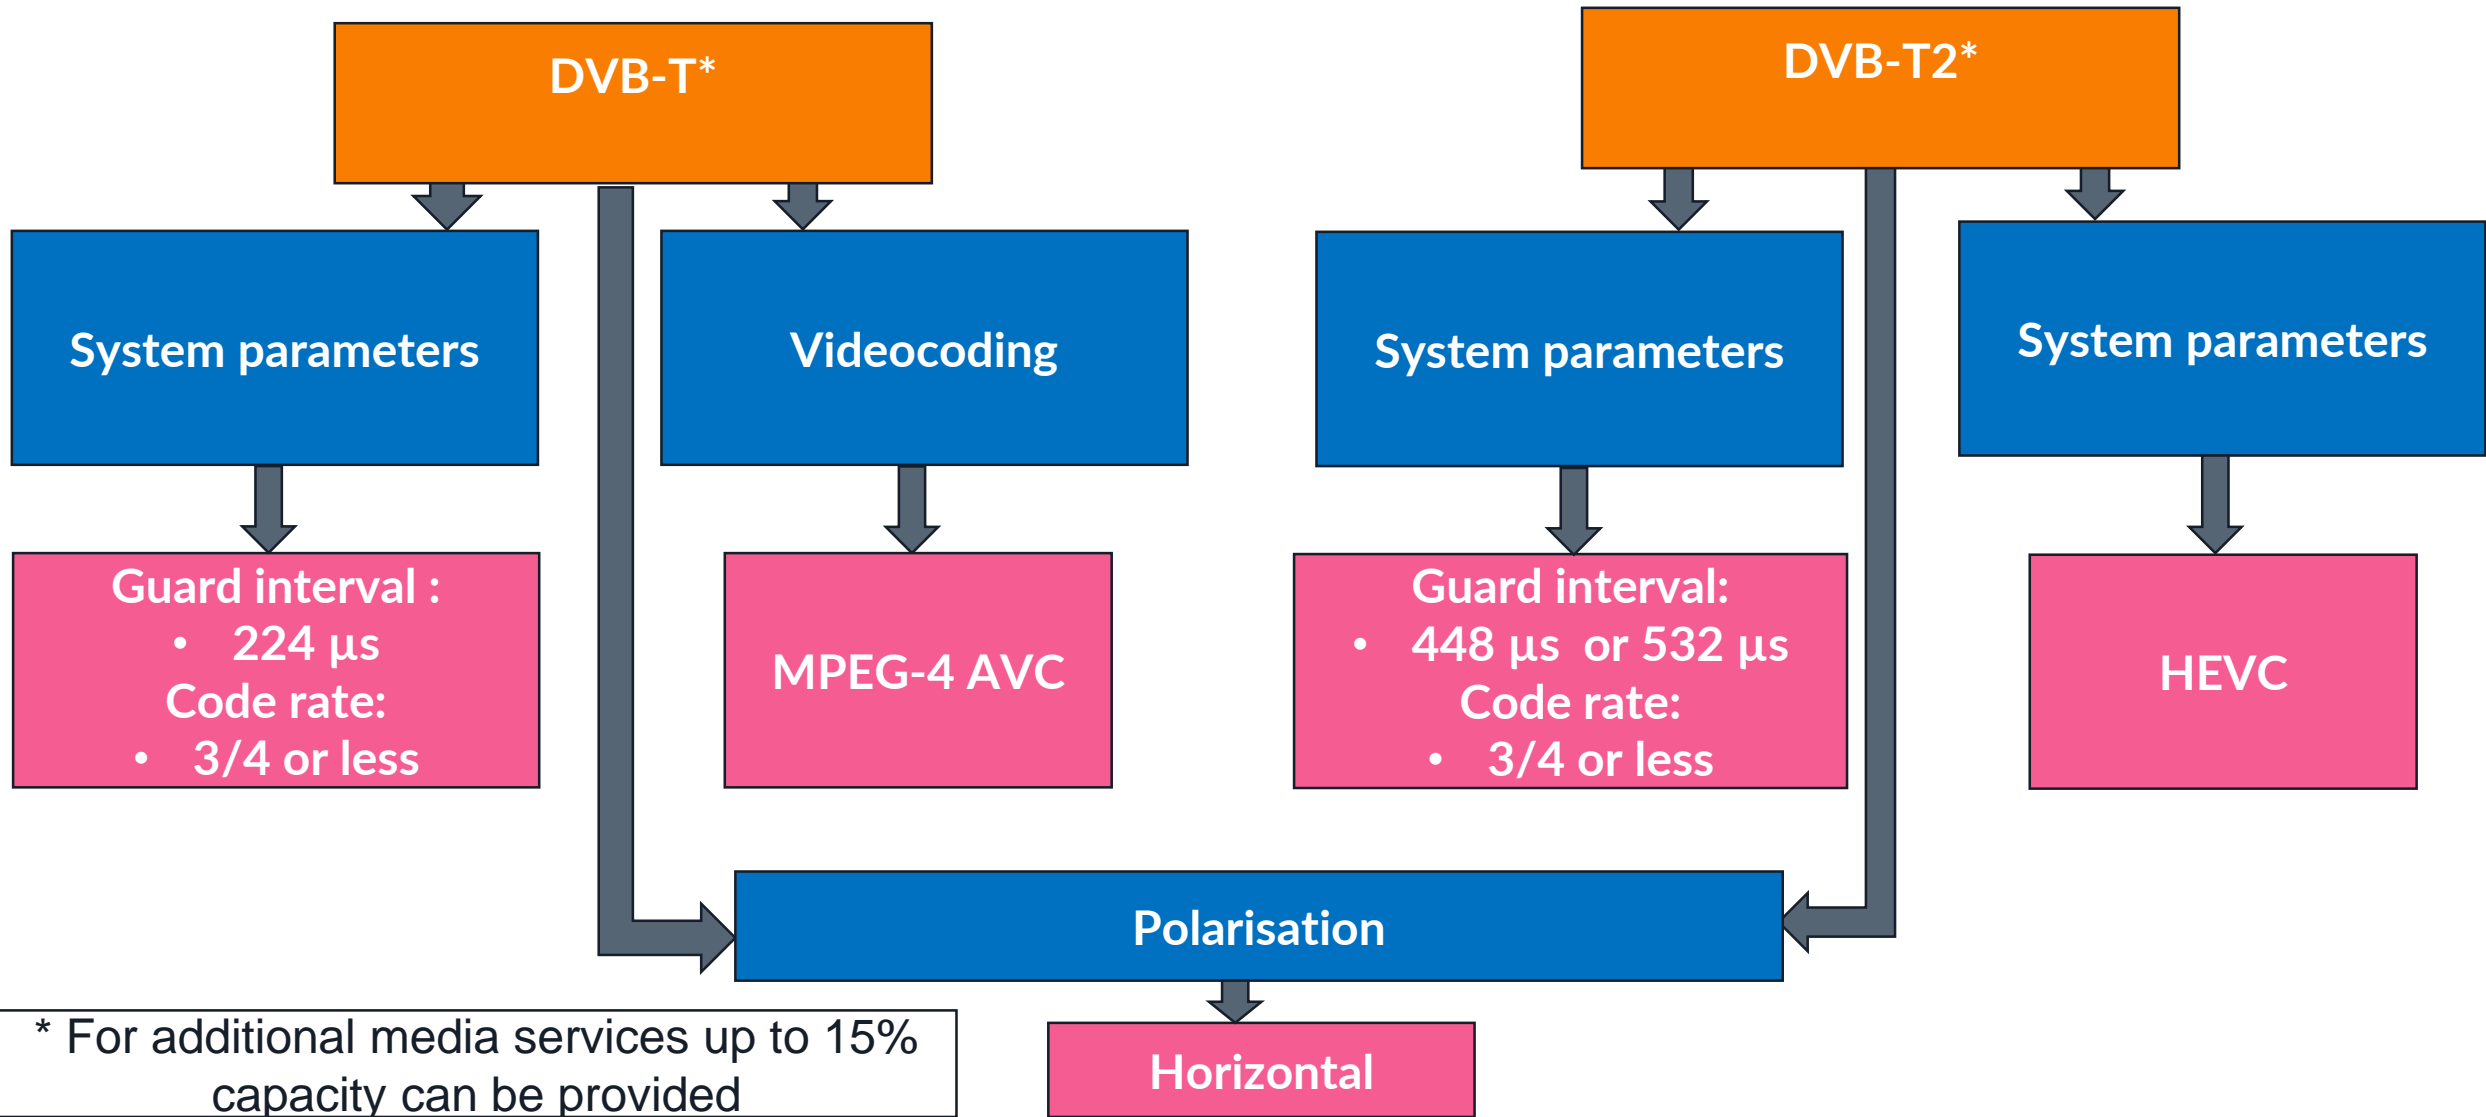 DVB-T*
DVB-T2*
System parameters
Videocoding
System parameters
System parameters
Guard interval :
• 224 µs
Code rate:
• 3/4 or less
MPEG-4 AVC
Guard interval:
• 448 µs or 532 µs
Code rate:
• 3/4 or less
HEVC
Polarisation
Horizontal
* For additional media services up to 15%
capacity can be provided